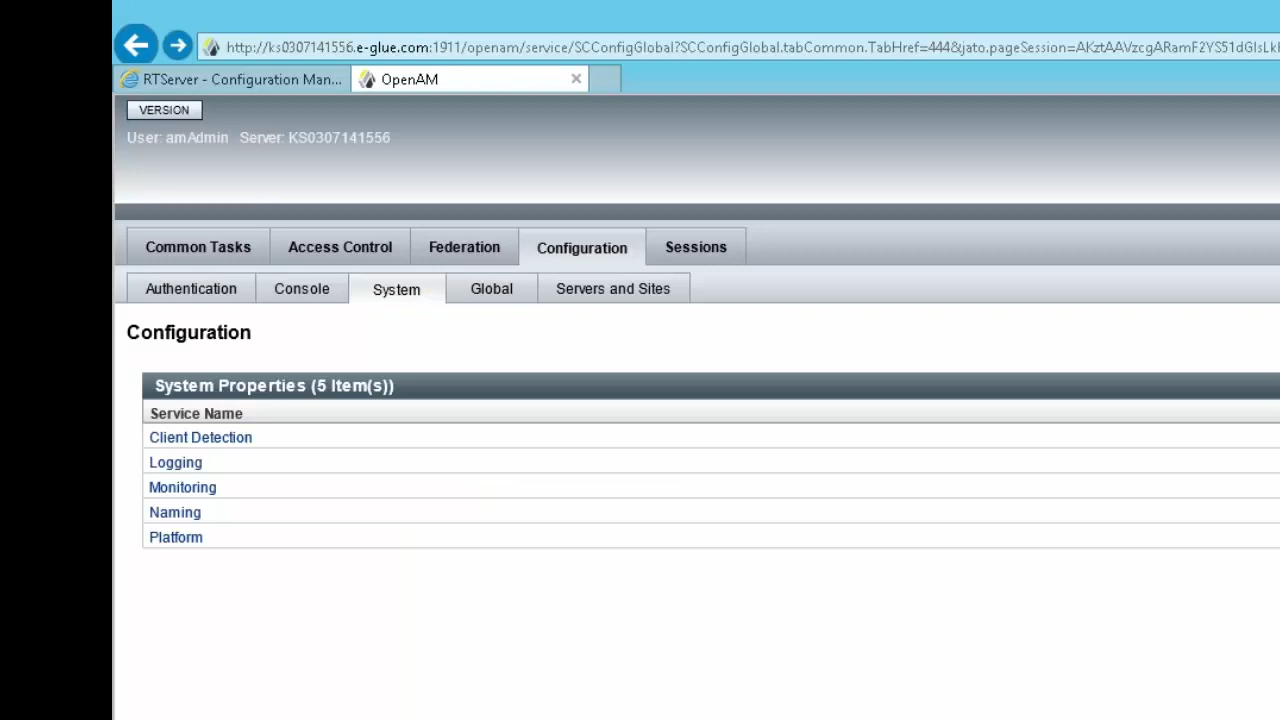 http://ks0307141556.e-glue.com:1911/openam/service/SCConfigGlobal?SCConfigGlobal.tabCommon.TabHref=444&jato.pageSession=
RTServer - Configuration Man... OpenAM
VERSION
User: amAdmin Server: KS0307141556
Common Tasks Access Control Federation Configuration Sessions
Authentication Console System Global Servers and Sites
Configuration
System Properties (5 Item(s))
Service Name
Client Detection
Logging
Monitoring
Naming
Platform